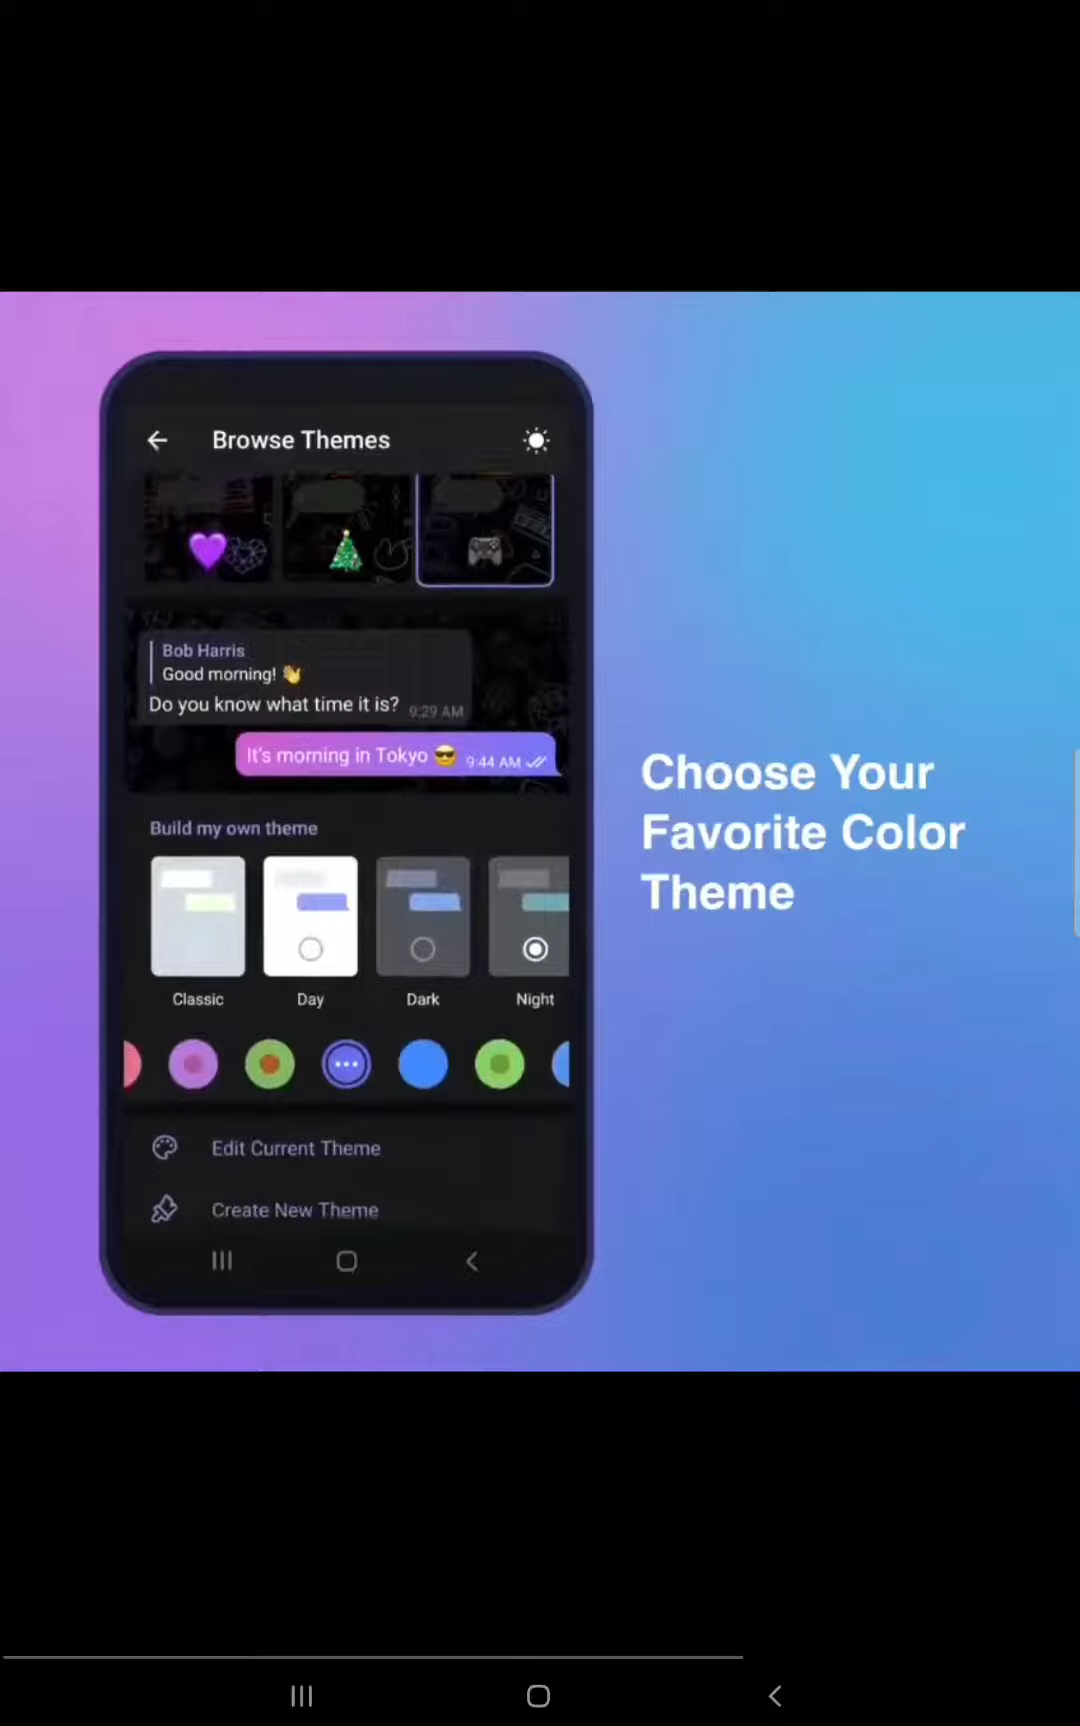 Browse Themes
Bob Harris
Good morning! 👋
Do you know what time it is? 9:29 AM
It's morning in Tokyo 😎 9:44 AM
Build my own theme
Classic Day Dark Night
Edit Current Theme
Create New Theme
Choose Your
Favorite Color
Theme